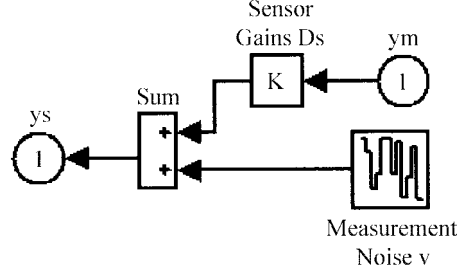 Sensor
Gains Ds
ym
K
1
Sum
ys
+
+
1
Measurement
Noise v